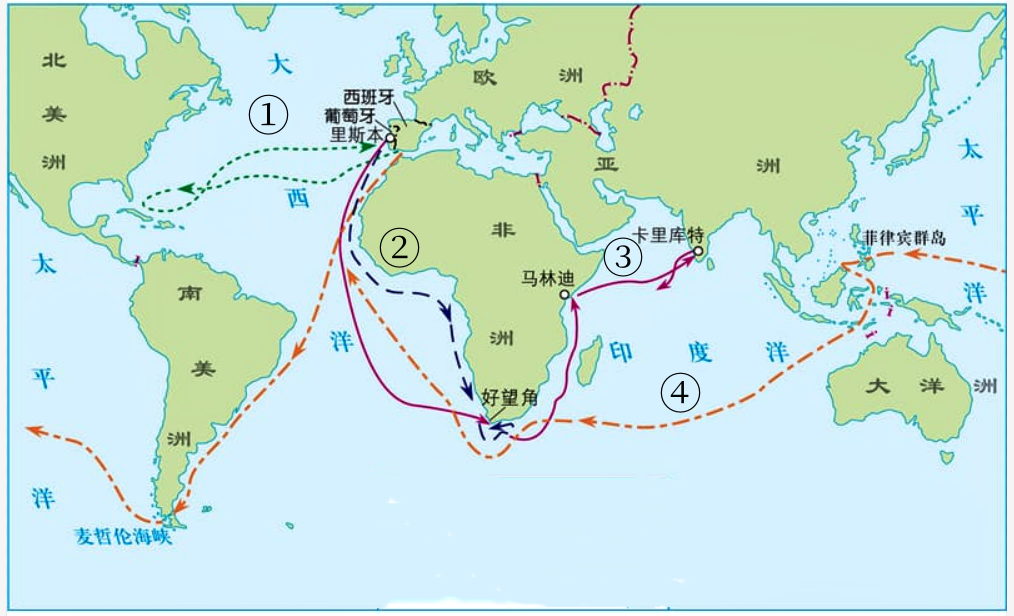 北美洲
大西洋
①
西班牙
葡萄牙
里斯本
欧洲
亚洲
太平洋
②
非洲
③
卡里库特
菲律宾群岛
马林迪
太平洋
南美洲
印度洋
④
大洋洲
好望角
麦哲伦海峡